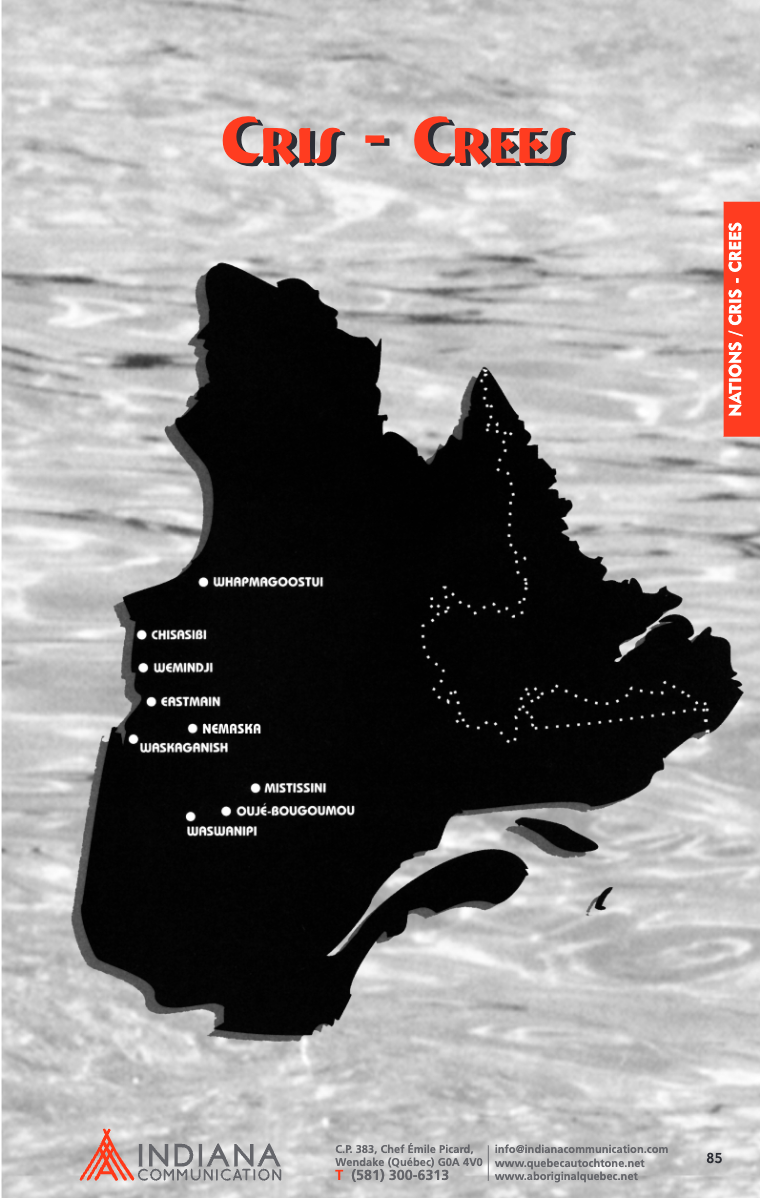 CRIS - CREES
NATIONS / CRIS - CREES
WHAPMAGOOSTUI
CHISASIBI
WEMINDJI
EASTMAIN
NEMASKA
WASKAGANISH
MISTISSINI
OUJÉ-BOUGOUMOU
WASWANIPI
INDIANA
COMMUNICATION
C.P. 383, Chef Émile Picard,
Wendake (Québec) G0A 4V0
T (581) 300-6313
info@indianacommunication.com
www.quebecautochtone.net
www.aboriginalquebec.net
85